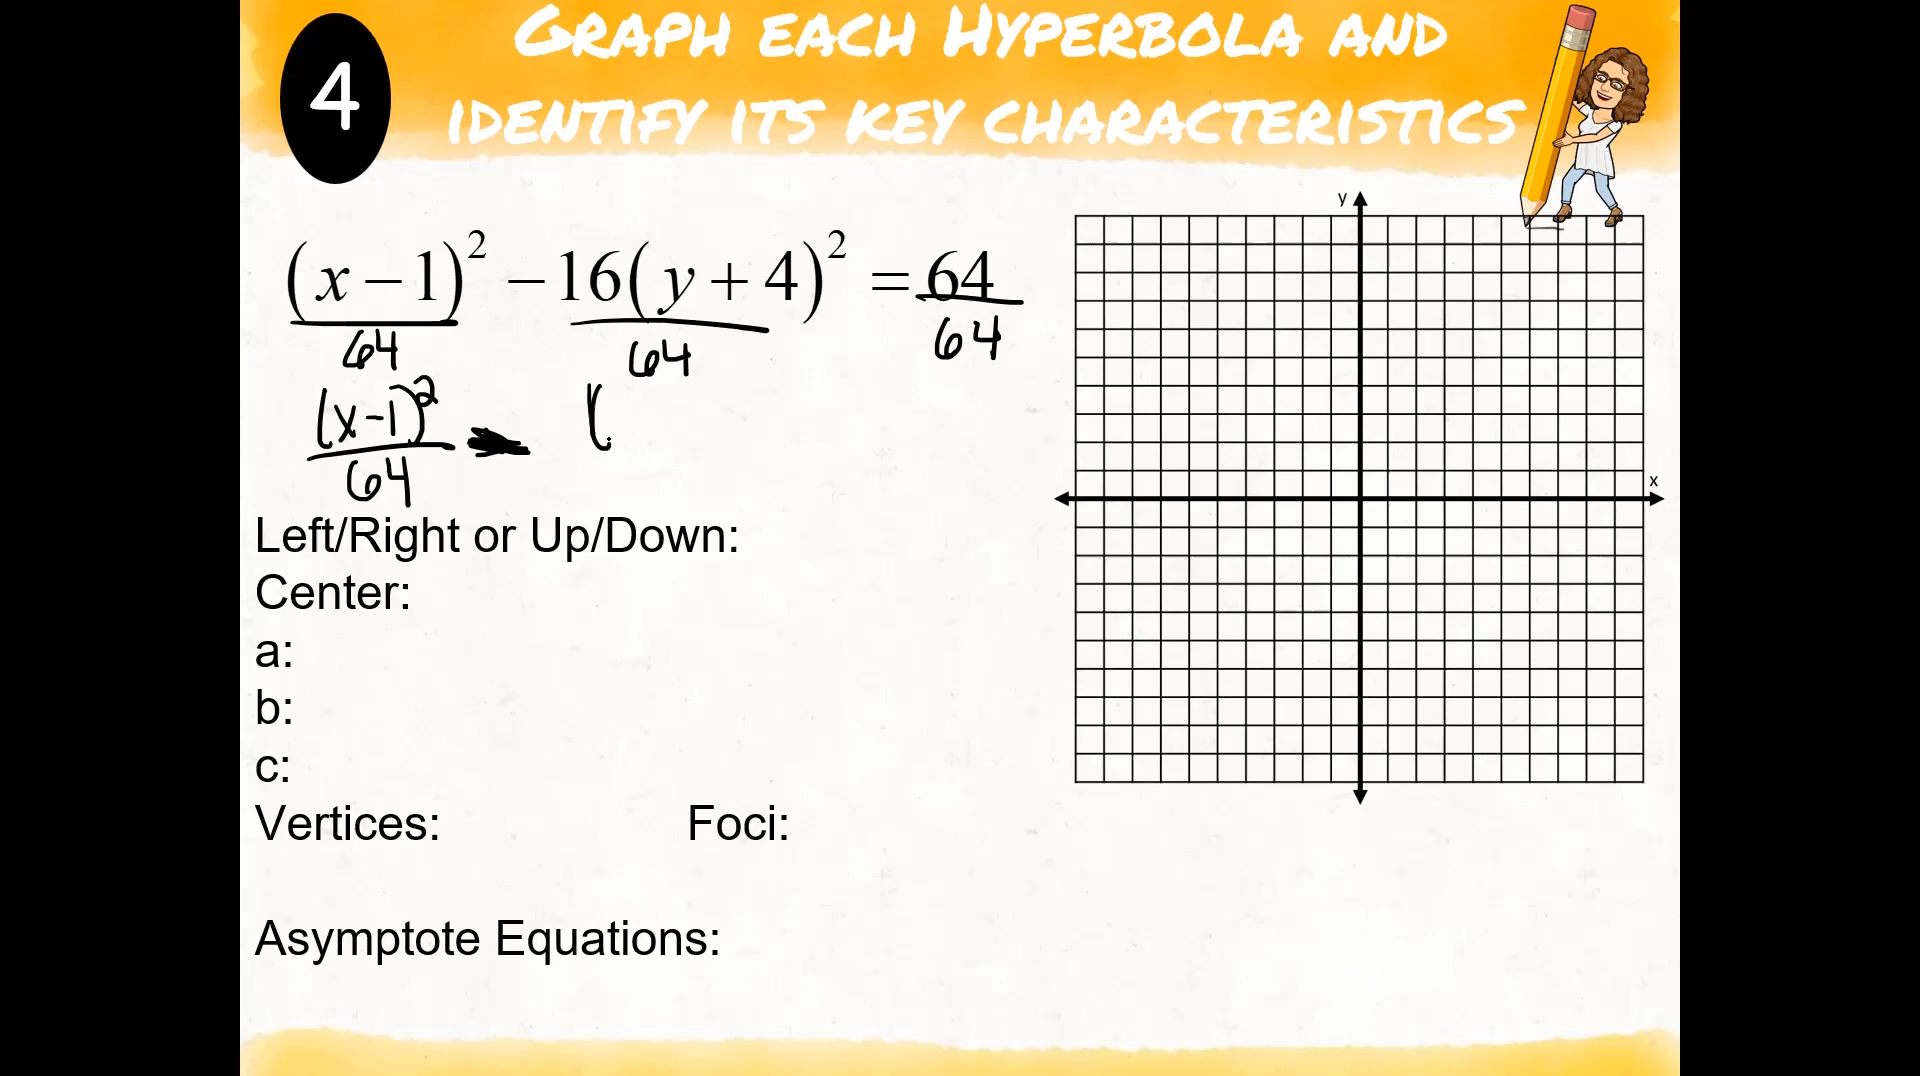 4
GRAPH EACH HYPERBOLA AND
IDENTIFY ITS KEY CHARACTERISTICS
(x − 1)² − 16(y + 4)² = 64
64 64 64
(x-1)² − (
64
Left/Right or Up/Down:
Center:
a:
b:
c:
Vertices: Foci:
Asymptote Equations:
y
x